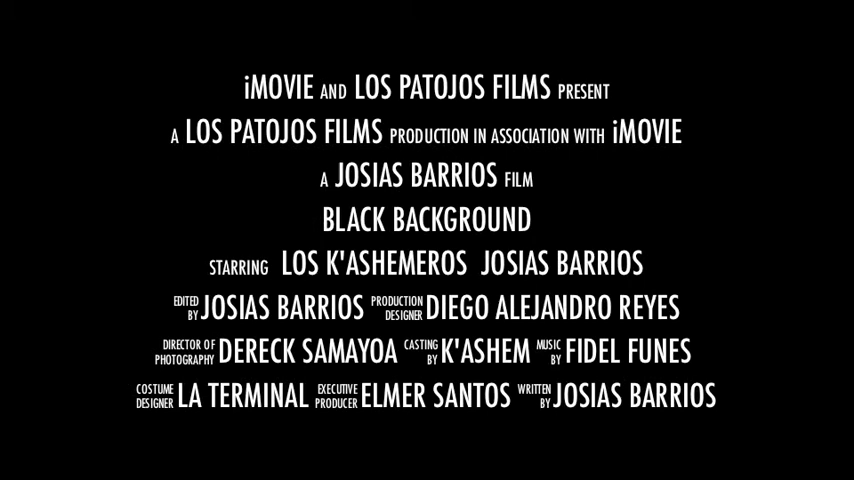 iMOVIE AND LOS PATOJOS FILMS PRESENT
A LOS PATOJOS FILMS PRODUCTION IN ASSOCIATION WITH iMOVIE
A JOSIAS BARRIOS FILM
BLACK BACKGROUND
STARRING LOS K'ASHEMEROS JOSIAS BARRIOS
EDITED BY JOSIAS BARRIOS PRODUCTION DESIGNER DIEGO ALEJANDRO REYES
DIRECTOR OF PHOTOGRAPHY DERECK SAMAYOA CASTING BY K'ASHEM MUSIC BY FIDEL FUNES
COSTUME DESIGNER LA TERMINAL EXECUTIVE PRODUCER ELMER SANTOS WRITTEN BY JOSIAS BARRIOS